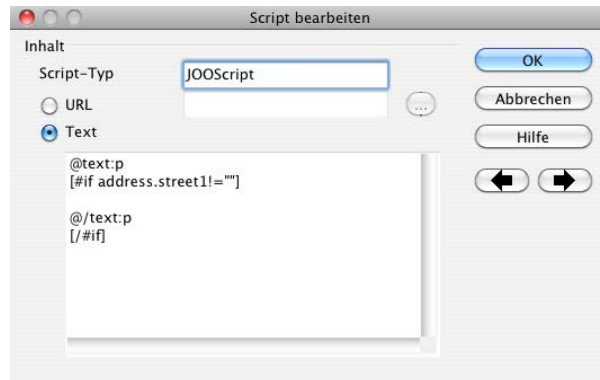 Script bearbeiten
Inhalt
Script-Typ
JOOScript
URL
...
Text
@text:p
[#if address.street1!=""]
@/text:p
[/#if]
OK
Abbrechen
Hilfe